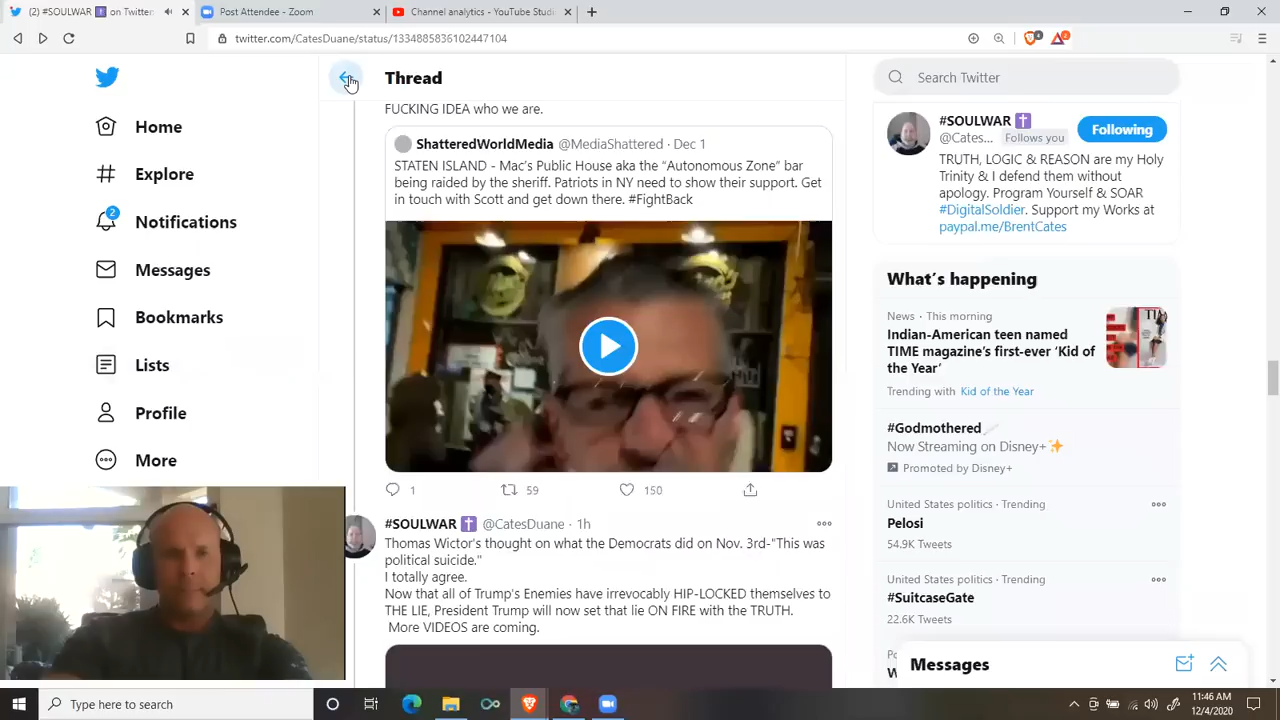 (2) #SOULWAR ✝ on Twitter
Post Attendee - Zoom
Channel analytics - YouTube Studi
twitter.com/CatesDuane/status/1334885836102447104
Home
Explore
2
Notifications
Messages
Bookmarks
Lists
Profile
More
Thread
FUCKING IDEA who we are.
ShatteredWorldMedia @MediaShattered · Dec 1
STATEN ISLAND - Mac's Public House aka the “Autonomous Zone” bar
being raided by the sheriff. Patriots in NY need to show their support. Get
in touch with Scott and get down there. #FightBack
1 59 150
#SOULWAR ✝ @CatesDuane · 1h
Thomas Wictor's thought on what the Democrats did on Nov. 3rd-"This was
political suicide."
I totally agree.
Now that all of Trump's Enemies have irrevocably HIP-LOCKED themselves to
THE LIE, President Trump will now set that lie ON FIRE with the TRUTH.
More VIDEOS are coming.
Search Twitter
#SOULWAR ✝
@Cates... Follows you
Following
TRUTH, LOGIC & REASON are my Holy
Trinity & I defend them without
apology. Program Yourself & SOAR
#DigitalSoldier. Support my Works at
paypal.me/BrentCates
What's happening
News · This morning
Indian-American teen named
TIME magazine's first-ever ‘Kid of
the Year’
Trending with Kid of the Year
#Godmothered
Now Streaming on Disney+✨
Promoted by Disney+
United States politics · Trending
Pelosi
54.9K Tweets
United States politics · Trending
#SuitcaseGate
22.6K Tweets
Messages
Type here to search
11:46 AM
12/4/2020